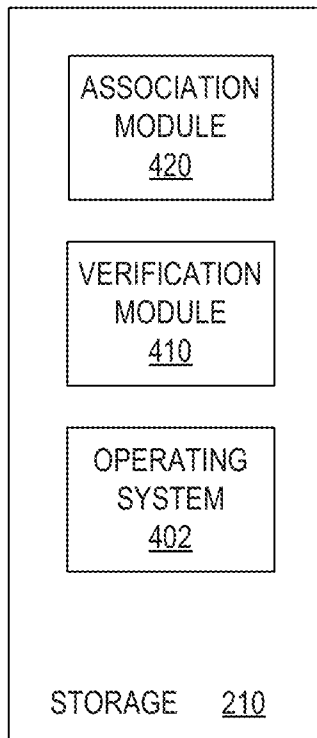 ASSOCIATION
MODULE
420
VERIFICATION
MODULE
410
OPERATING
SYSTEM
402
STORAGE 210